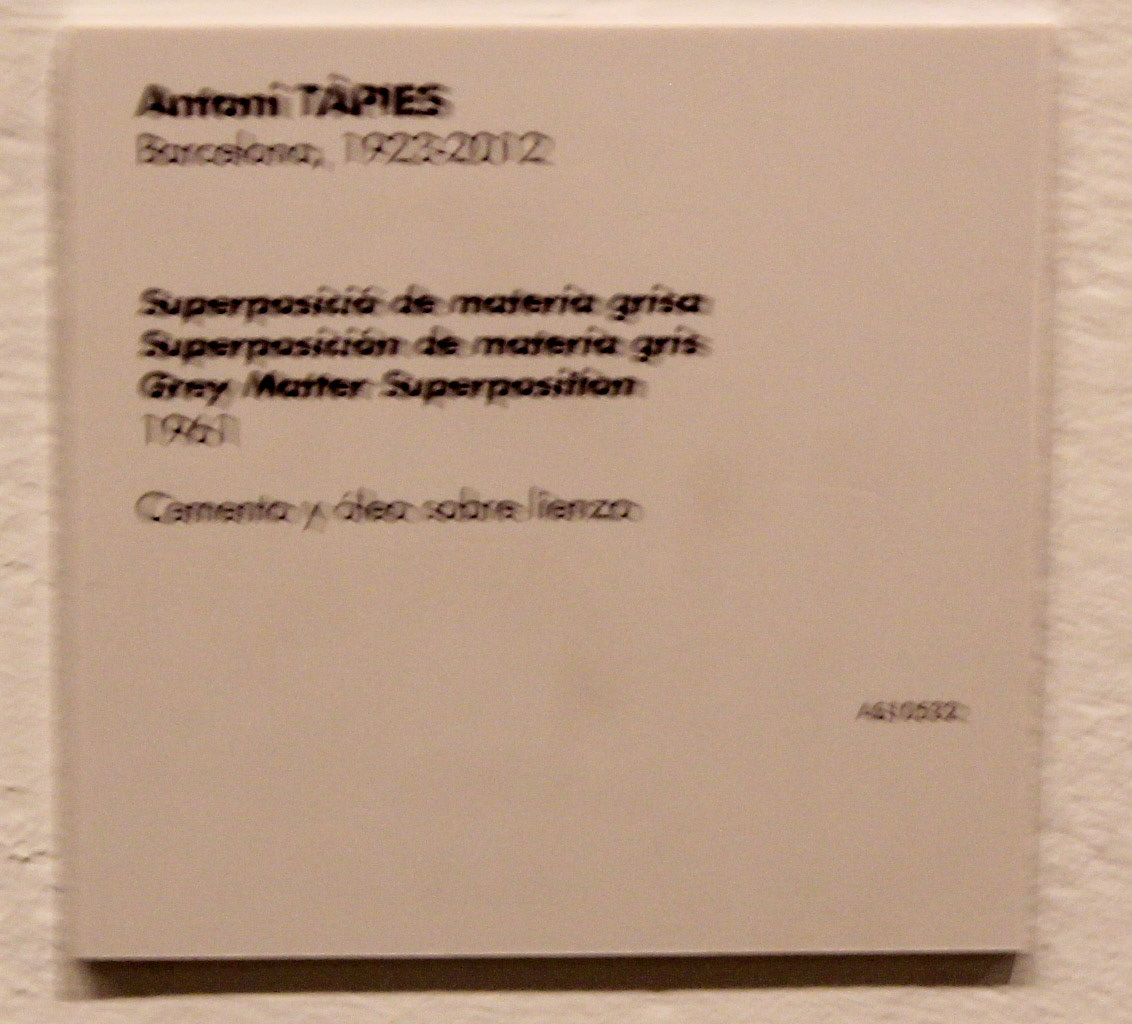 Antoni TÀPIES
Barcelona, 1923-2012
Superposició de matèria grisa
Superposición de materia gris
Grey Matter Superposition
1961
Cemento y óleo sobre lienzo